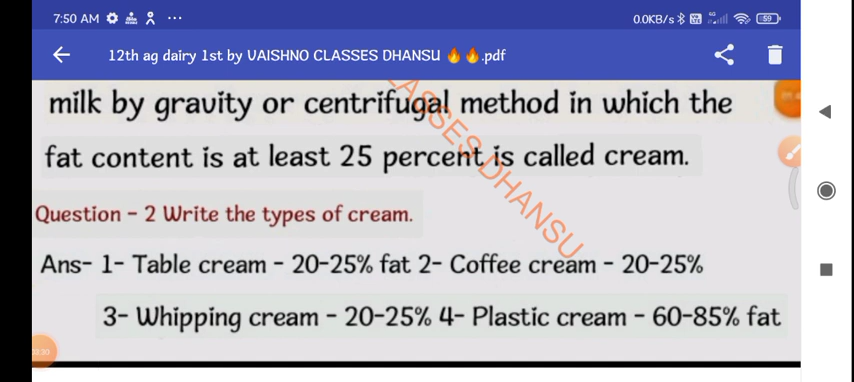 7:50 AM ... 0.0KB/s 59
12th ag dairy 1st by VAISHNO CLASSES DHANSU 🔥🔥.pdf
milk by gravity or centrifugal method in which the
fat content is at least 25 percent is called cream.
Question - 2 Write the types of cream.
Ans- 1- Table cream - 20-25% fat 2- Coffee cream - 20-25%
3- Whipping cream - 20-25% 4- Plastic cream - 60-85% fat
CLASSES DHANSU
03:30